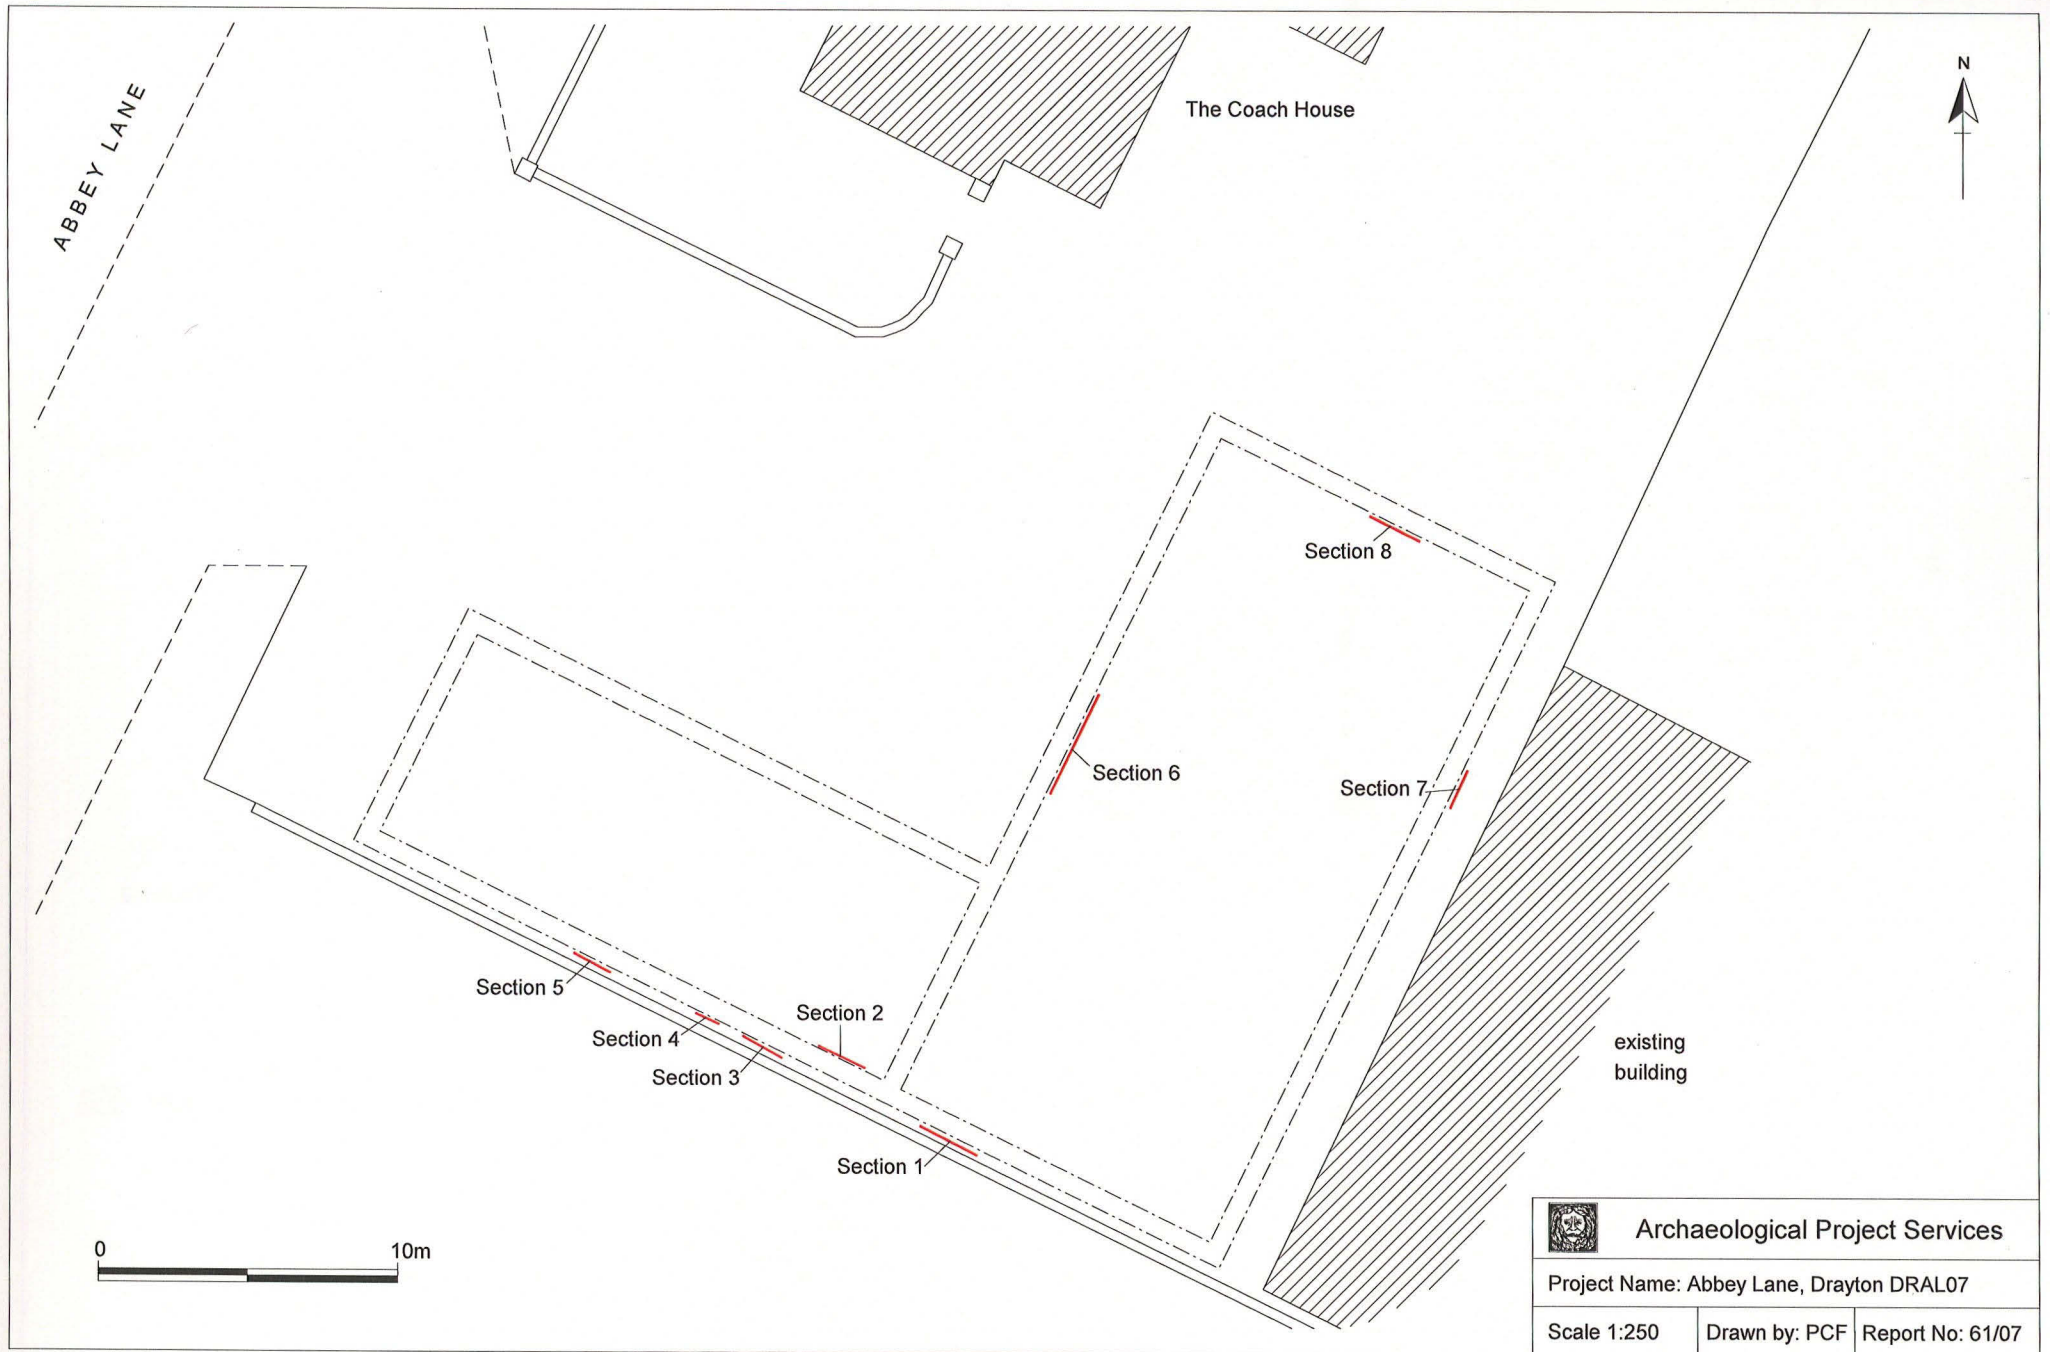 ABBEY LANE
The Coach House
N
Section 8
Section 6
Section 7
Section 5
Section 2
Section 4
Section 3
Section 1
existing
building
0 10m
Archaeological Project Services
Project Name: Abbey Lane, Drayton DRAL07
Scale 1:250
Drawn by: PCF
Report No: 61/07